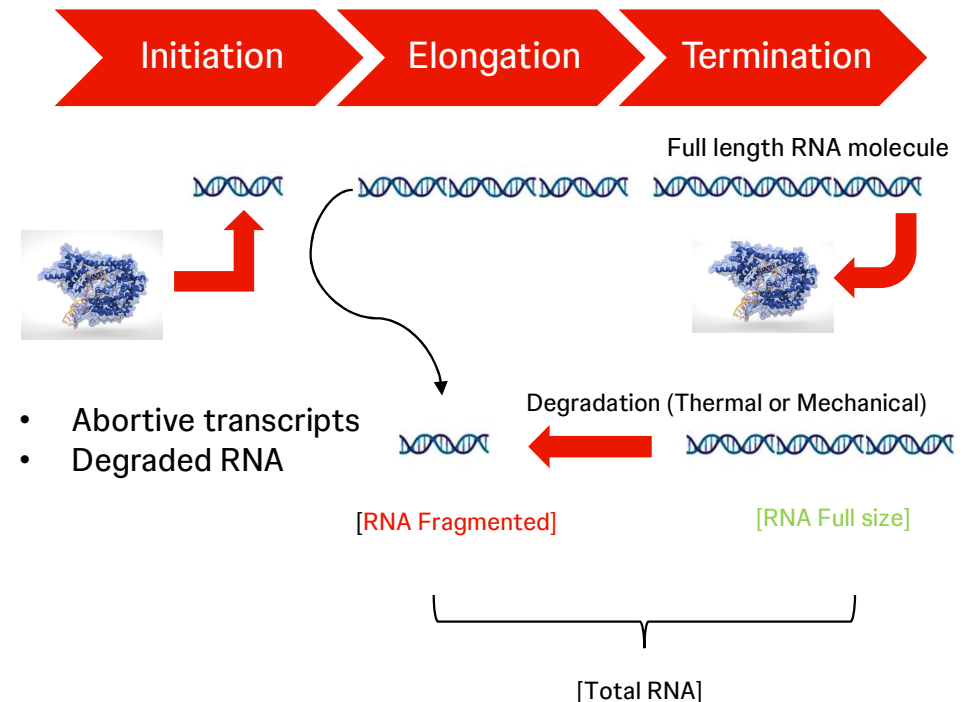 Initiation
Elongation
Termination
Full length RNA molecule
Degradation (Thermal or Mechanical)
• Abortive transcripts
• Degraded RNA
[RNA Fragmented]
[RNA Full size]
[Total RNA]